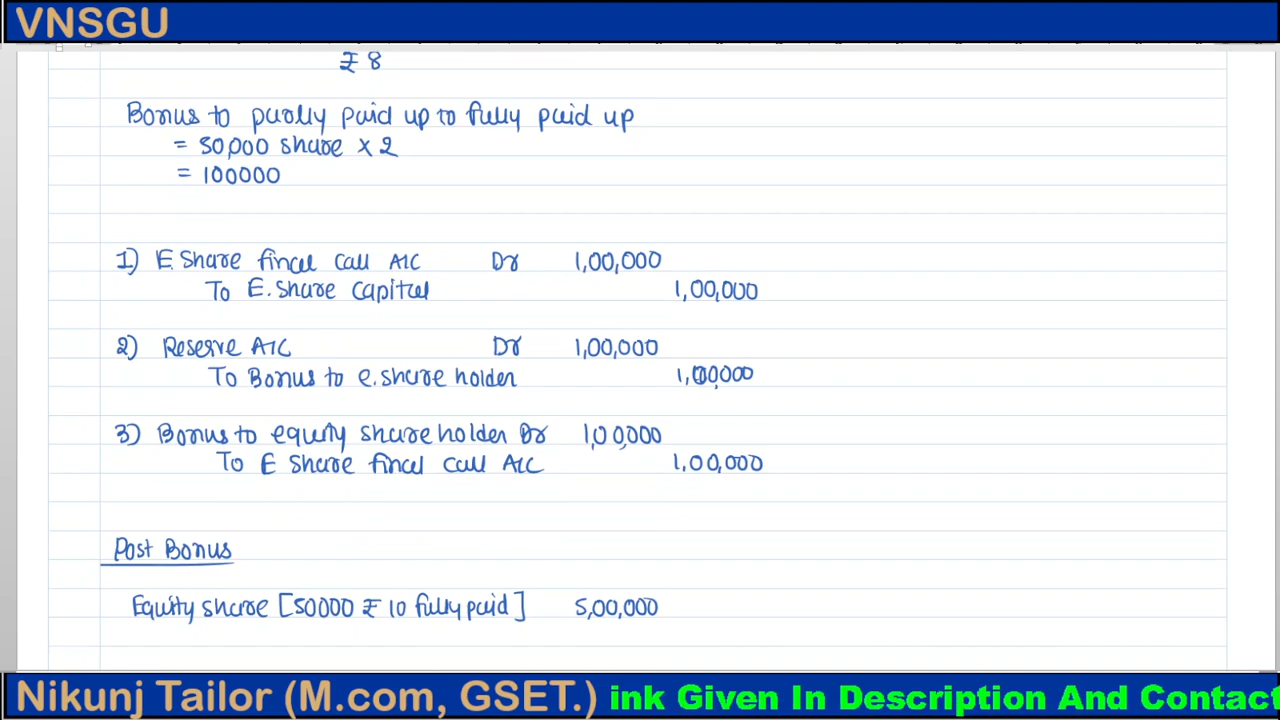 VNSGU
₹ 8
Bonus to partly paid up to fully paid up
= 50,000 share × 2
= 100000
1) E. Share final call A/C Dr 1,00,000
To E. Share Capital 1,00,000
2) Reserve A/C Dr 1,00,000
To Bonus to e. share holder 1,00,000
3) Bonus to equity share holder Dr 1,00,000
To E Share final call A/C 1,00,000
Post Bonus
Equity share [50000 ₹ 10 fully paid] 5,00,000
Nikunj Tailor (M.com, GSET.) ink Given In Description And Contact